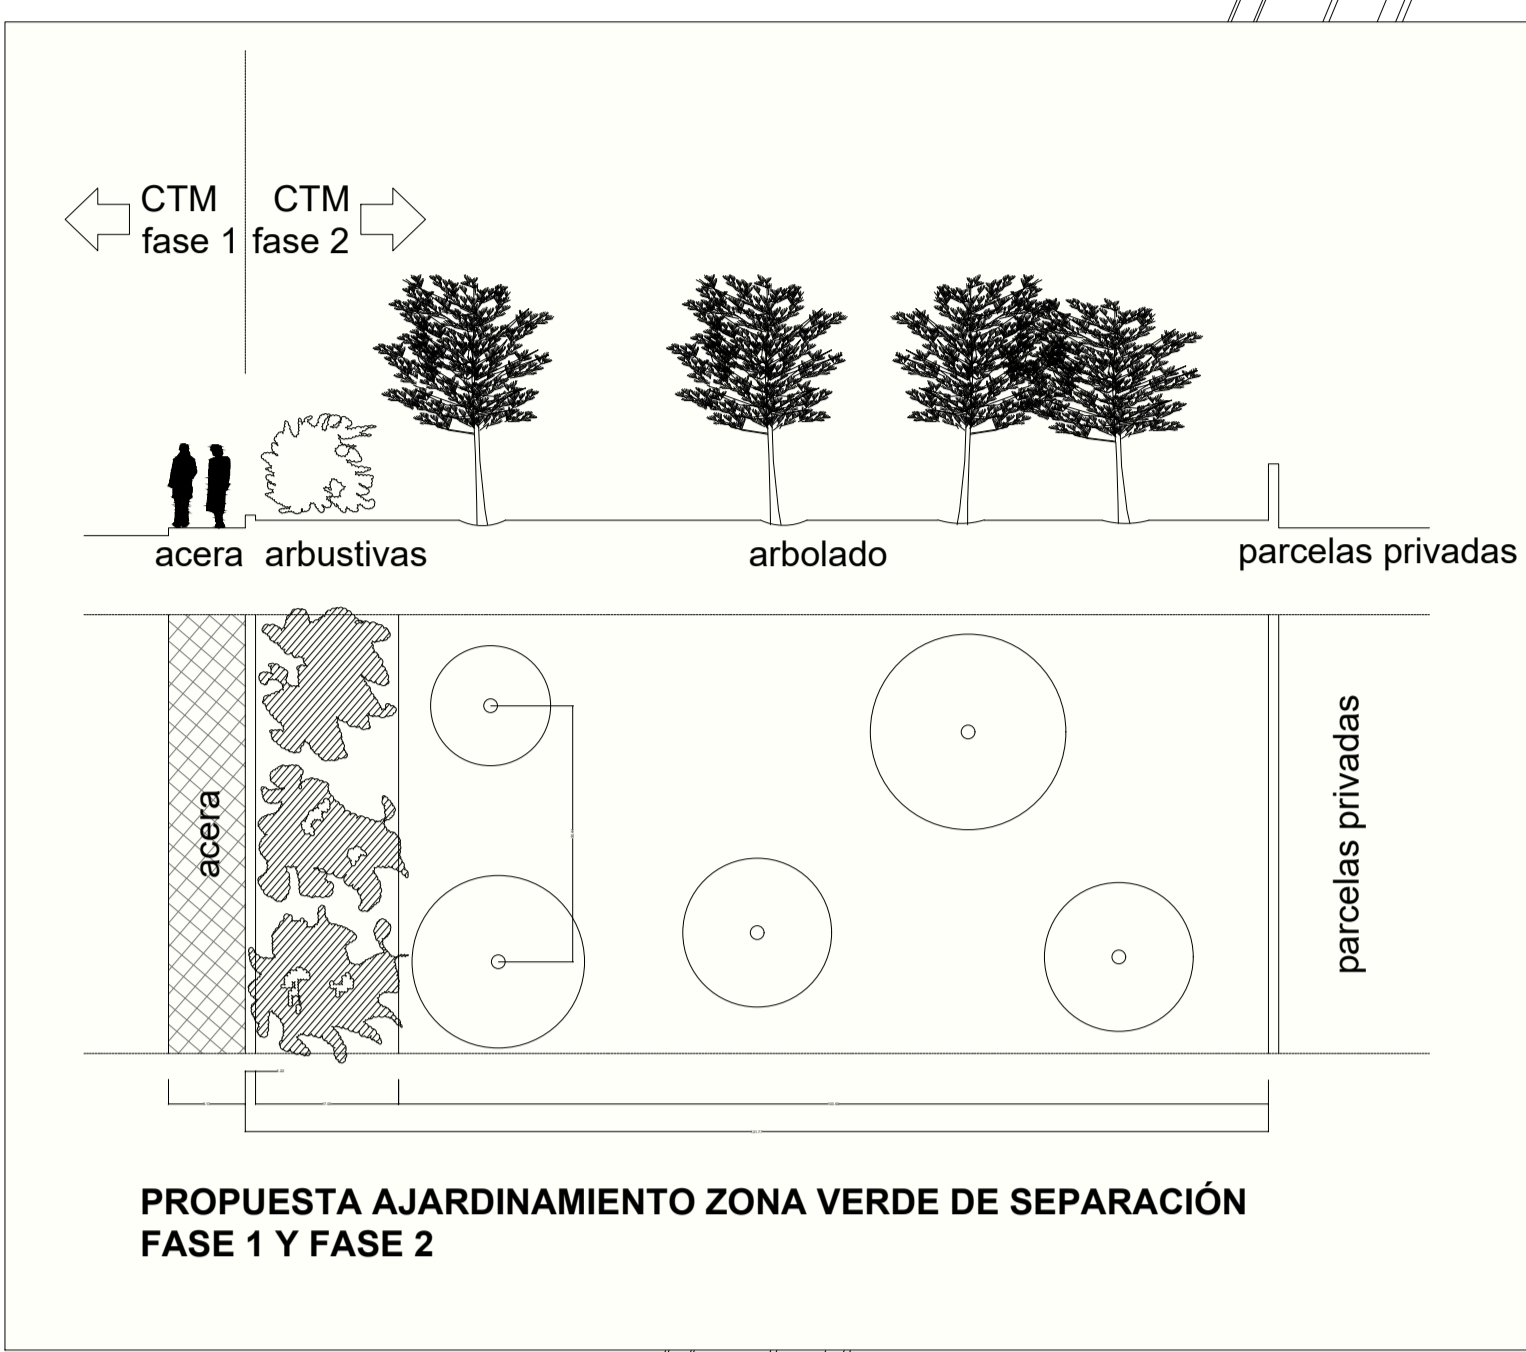 CTM
fase 1
CTM
fase 2
acera
arbustivas
arbolado
parcelas privadas
acera
parcelas privadas
PROPUESTA AJARDINAMIENTO ZONA VERDE DE SEPARACIÓN
FASE 1 Y FASE 2